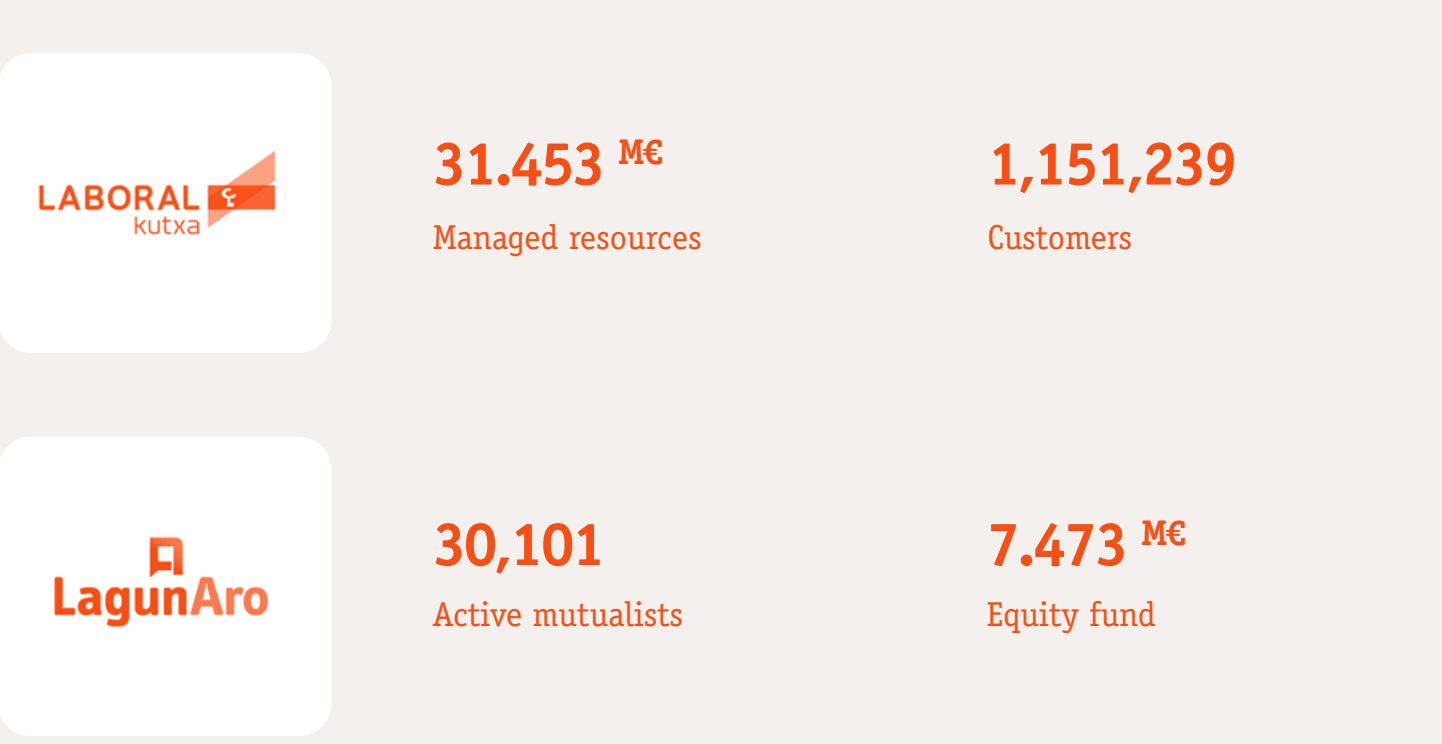 LABORAL
kutxa
31.453 M€
1,151,239
Managed resources
Customers
LagunAro
30,101
7.473 M€
Active mutualists
Equity fund